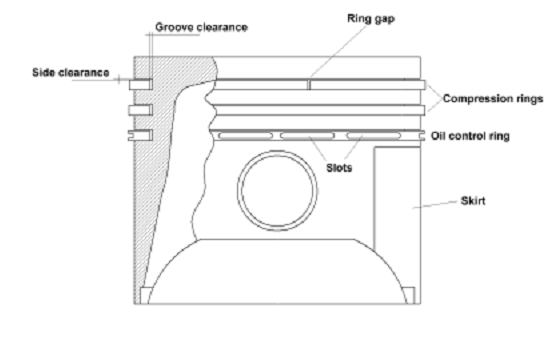 Ring gap
Groove clearance
Side clearance
Compression rings
Oil control ring
Slots
Skirt